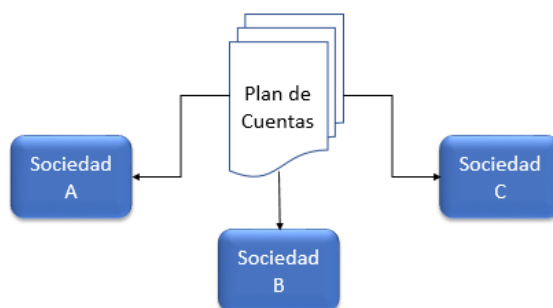 Plan de
Cuentas
Sociedad
A
Sociedad
C
Sociedad
B